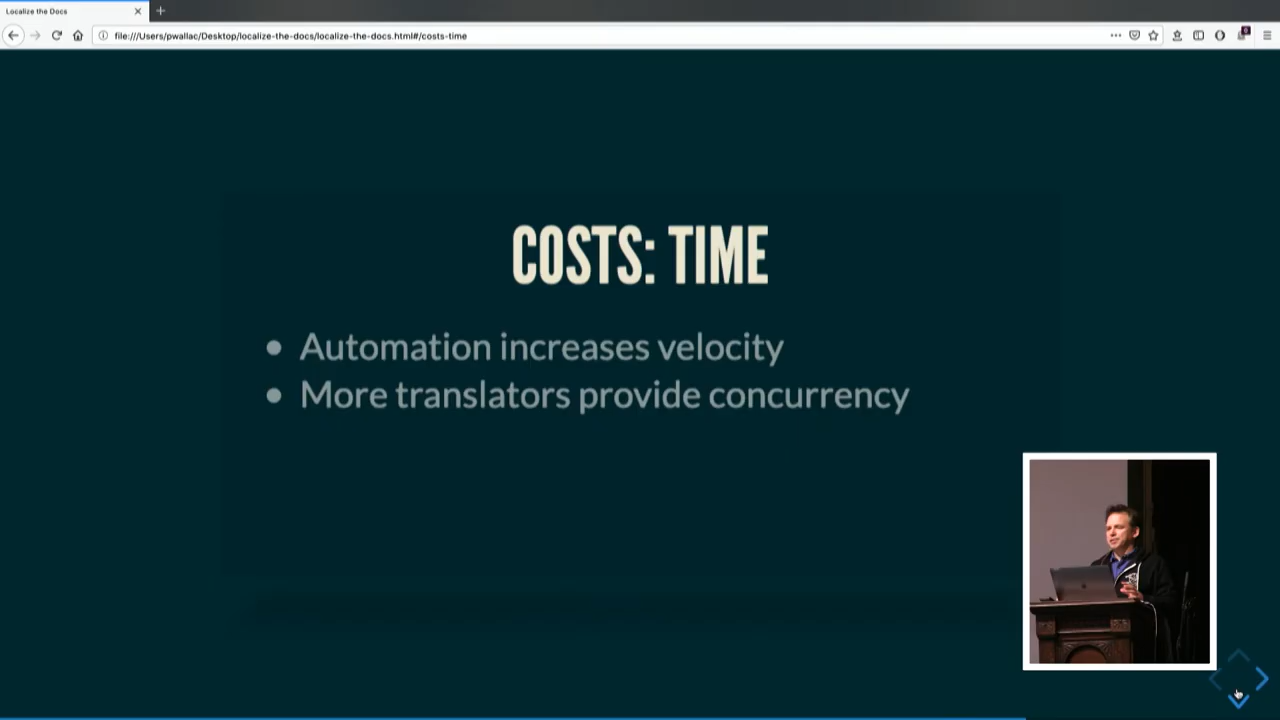 Localize the Docs
file:///Users/pwallac/Desktop/localize-the-docs/localize-the-docs.html#/costs-time
COSTS: TIME
Automation increases velocity
More translators provide concurrency